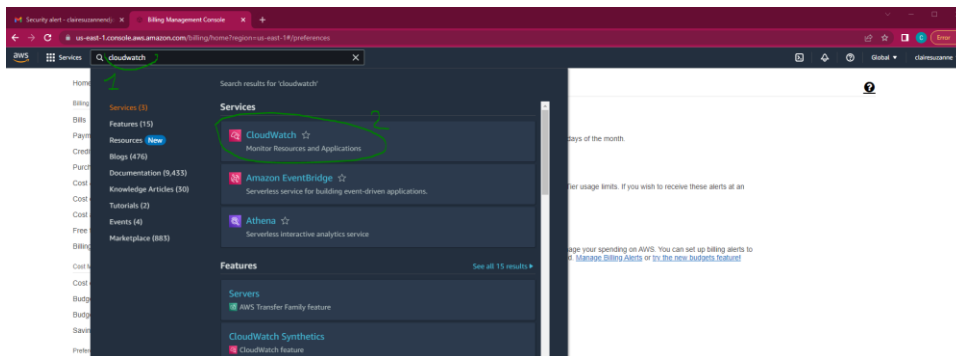 Security alert - clairesuzannend@ ×
Billing Management Console × +
us-east-1.console.aws.amazon.com/billing/home?region=us-east-1#/preferences
Error
aws Services cloudwatch × Global clairesuzanne
1
2
Home
Billing
Bills
Paym
Credi
Purch
Cost
Cost
Cost
Free
Billing
Cost M
Cost
Budg
Budg
Savin
Prefer
Search results for 'cloudwatch'
Services (3)
Features (15)
Resources New
Blogs (476)
Documentation (9,433)
Knowledge Articles (30)
Tutorials (2)
Events (4)
Marketplace (883)
Services
CloudWatch
Monitor Resources and Applications
Amazon EventBridge
Serverless service for building event-driven applications.
Athena
Serverless interactive analytics service
Features
See all 15 results
Servers
AWS Transfer Family feature
CloudWatch Synthetics
CloudWatch feature
days of the month.
ier usage limits. If you wish to receive these alerts at an
age your spending on AWS. You can set up billing alerts to
d. Manage Billing Alerts or try the new budgets feature!